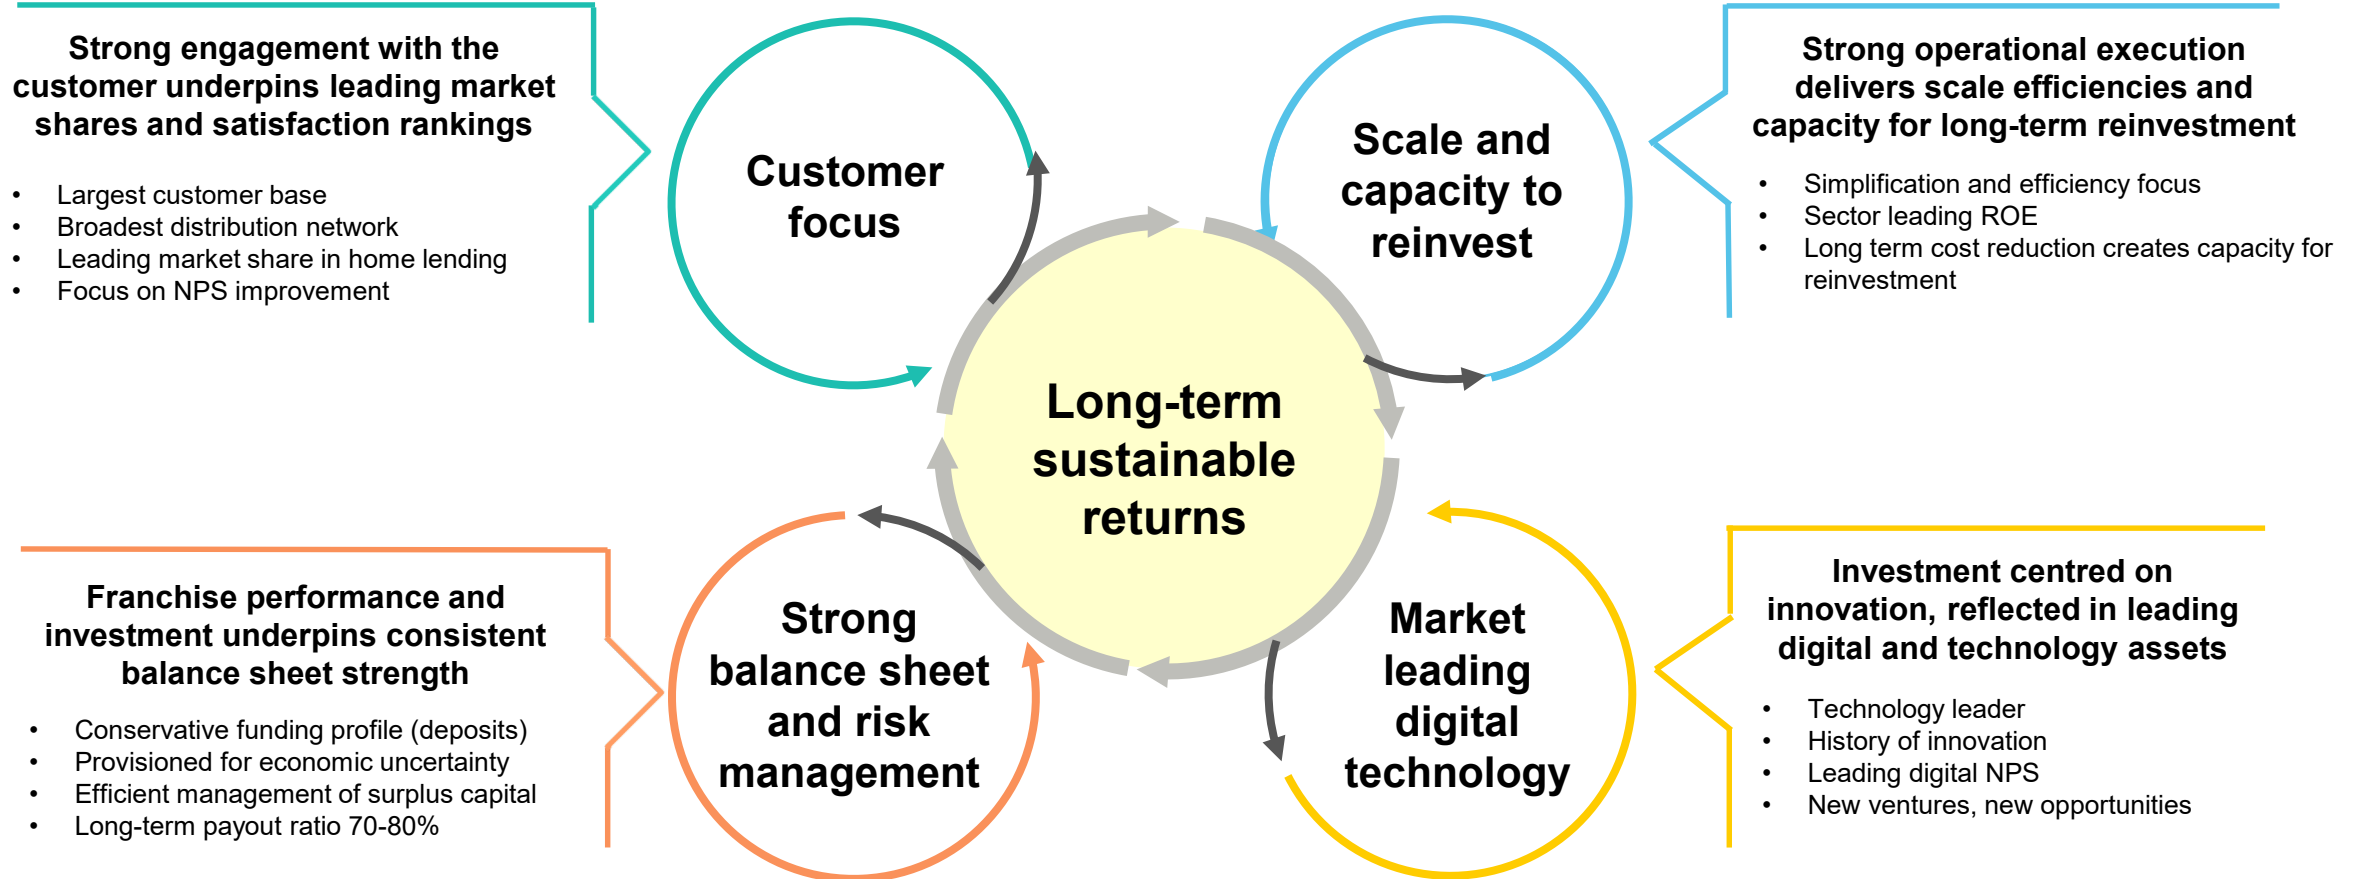 Strong engagement with the
customer underpins leading market
shares and satisfaction rankings
• Largest customer base
• Broadest distribution network
• Leading market share in home lending
• Focus on NPS improvement
Customer
focus
Scale and
capacity to
reinvest
Strong operational execution
delivers scale efficiencies and
capacity for long-term reinvestment
• Simplification and efficiency focus
• Sector leading ROE
• Long term cost reduction creates capacity for
reinvestment
Long-term
sustainable
returns
Franchise performance and
investment underpins consistent
balance sheet strength
• Conservative funding profile (deposits)
• Provisioned for economic uncertainty
• Efficient management of surplus capital
• Long-term payout ratio 70-80%
Strong
balance sheet
and risk
management
Market
leading
digital
technology
Investment centred on
innovation, reflected in leading
digital and technology assets
• Technology leader
• History of innovation
• Leading digital NPS
• New ventures, new opportunities